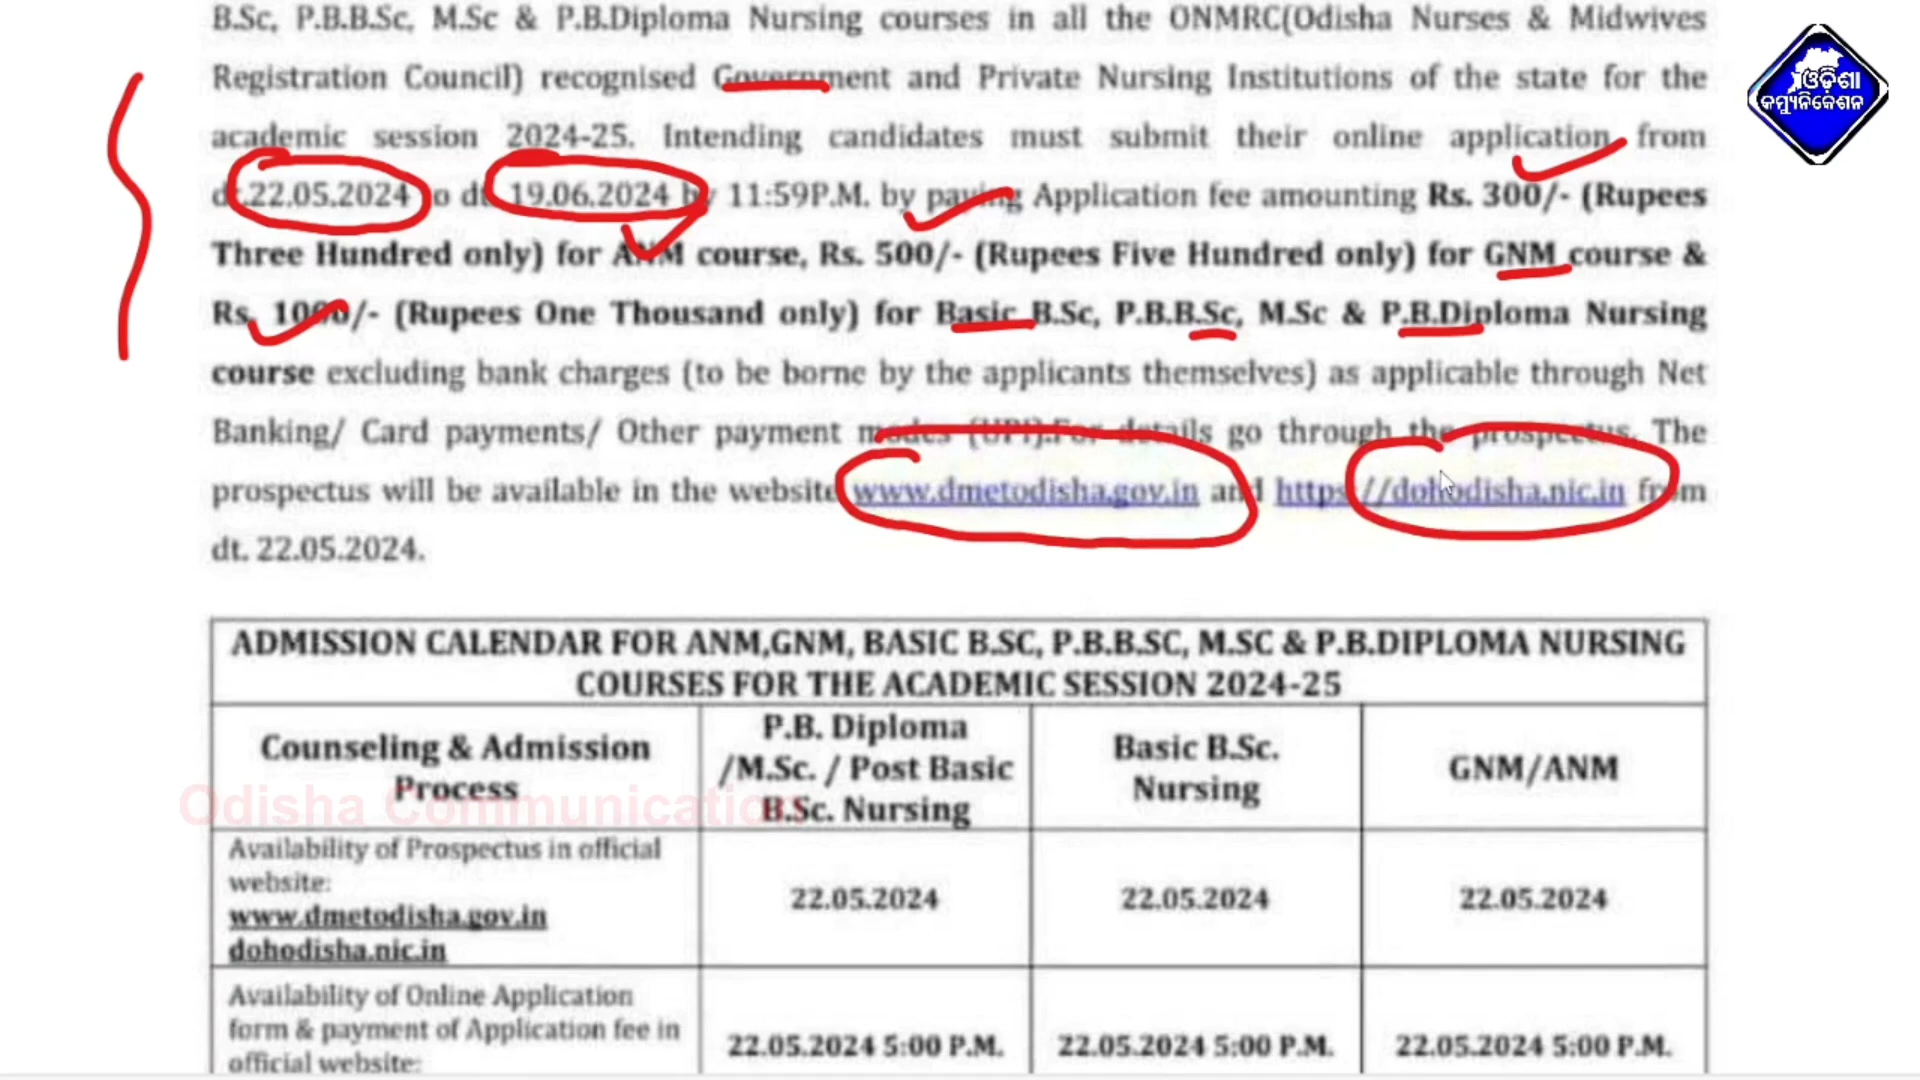 B.Sc, P.B.B.Sc, M.Sc & P.B.Diploma Nursing courses in all the ONMRC(Odisha Nurses & Midwives
Registration Council) recognised Government and Private Nursing Institutions of the state for the
academic session 2024-25. Intending candidates must submit their online application from
dt.22.05.2024 to dt. 19.06.2024 by 11:59P.M. by paying Application fee amounting Rs. 300/- (Rupees
Three Hundred only) for ANM course, Rs. 500/- (Rupees Five Hundred only) for GNM course &
Rs. 1000/- (Rupees One Thousand only) for Basic B.Sc, P.B.B.Sc, M.Sc & P.B.Diploma Nursing
course excluding bank charges (to be borne by the applicants themselves) as applicable through Net
Banking/ Card payments/ Other payment modes (UPI).For details go through the prospectus. The
prospectus will be available in the website www.dmetodisha.gov.in and https://dohodisha.nic.in from
dt. 22.05.2024.
ADMISSION CALENDAR FOR ANM,GNM, BASIC B.SC, P.B.B.SC, M.SC & P.B.DIPLOMA NURSING
COURSES FOR THE ACADEMIC SESSION 2024-25
Counseling & Admission
Process
P.B. Diploma
/M.Sc. / Post Basic
B.Sc. Nursing
Basic B.Sc.
Nursing
GNM/ANM
Availability of Prospectus in official
website:
www.dmetodisha.gov.in
dohodisha.nic.in
22.05.2024
22.05.2024
22.05.2024
Availability of Online Application
form & payment of Application fee in
official website:
22.05.2024 5:00 P.M.
22.05.2024 5:00 P.M.
22.05.2024 5:00 P.M.
Odisha Communication
ଓଡ଼ିଶା
କମ୍ୟୁନିକେଶନ